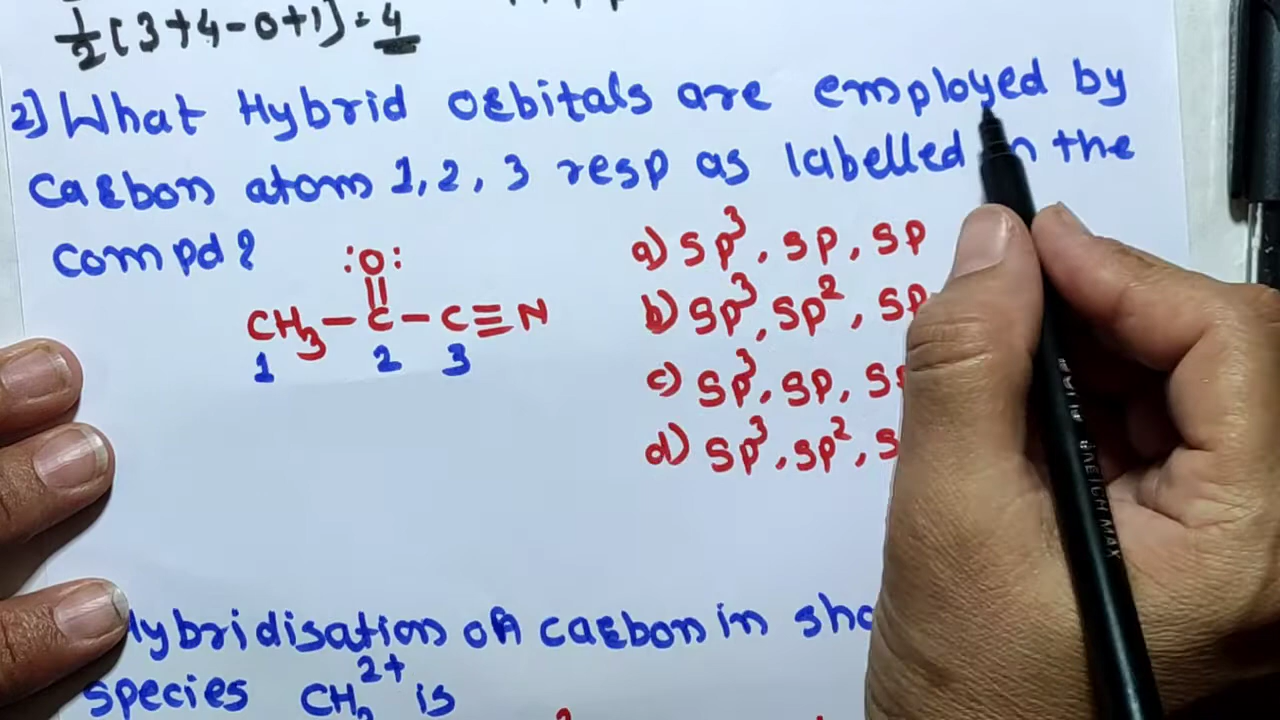 1/2 [3+4-0+1] = 4
2) What Hybrid orbitals are employed by
carbon atom 1, 2, 3 resp as labelled the
compd?
:O:
||
CH₃-C-C≡N
1 2 3
a) sp³, sp, sp
b) sp³, sp²,
c) sp³, sp,
d) sp³, sp²,
Hybridisation of carbon in
species CH₂²⁺ is